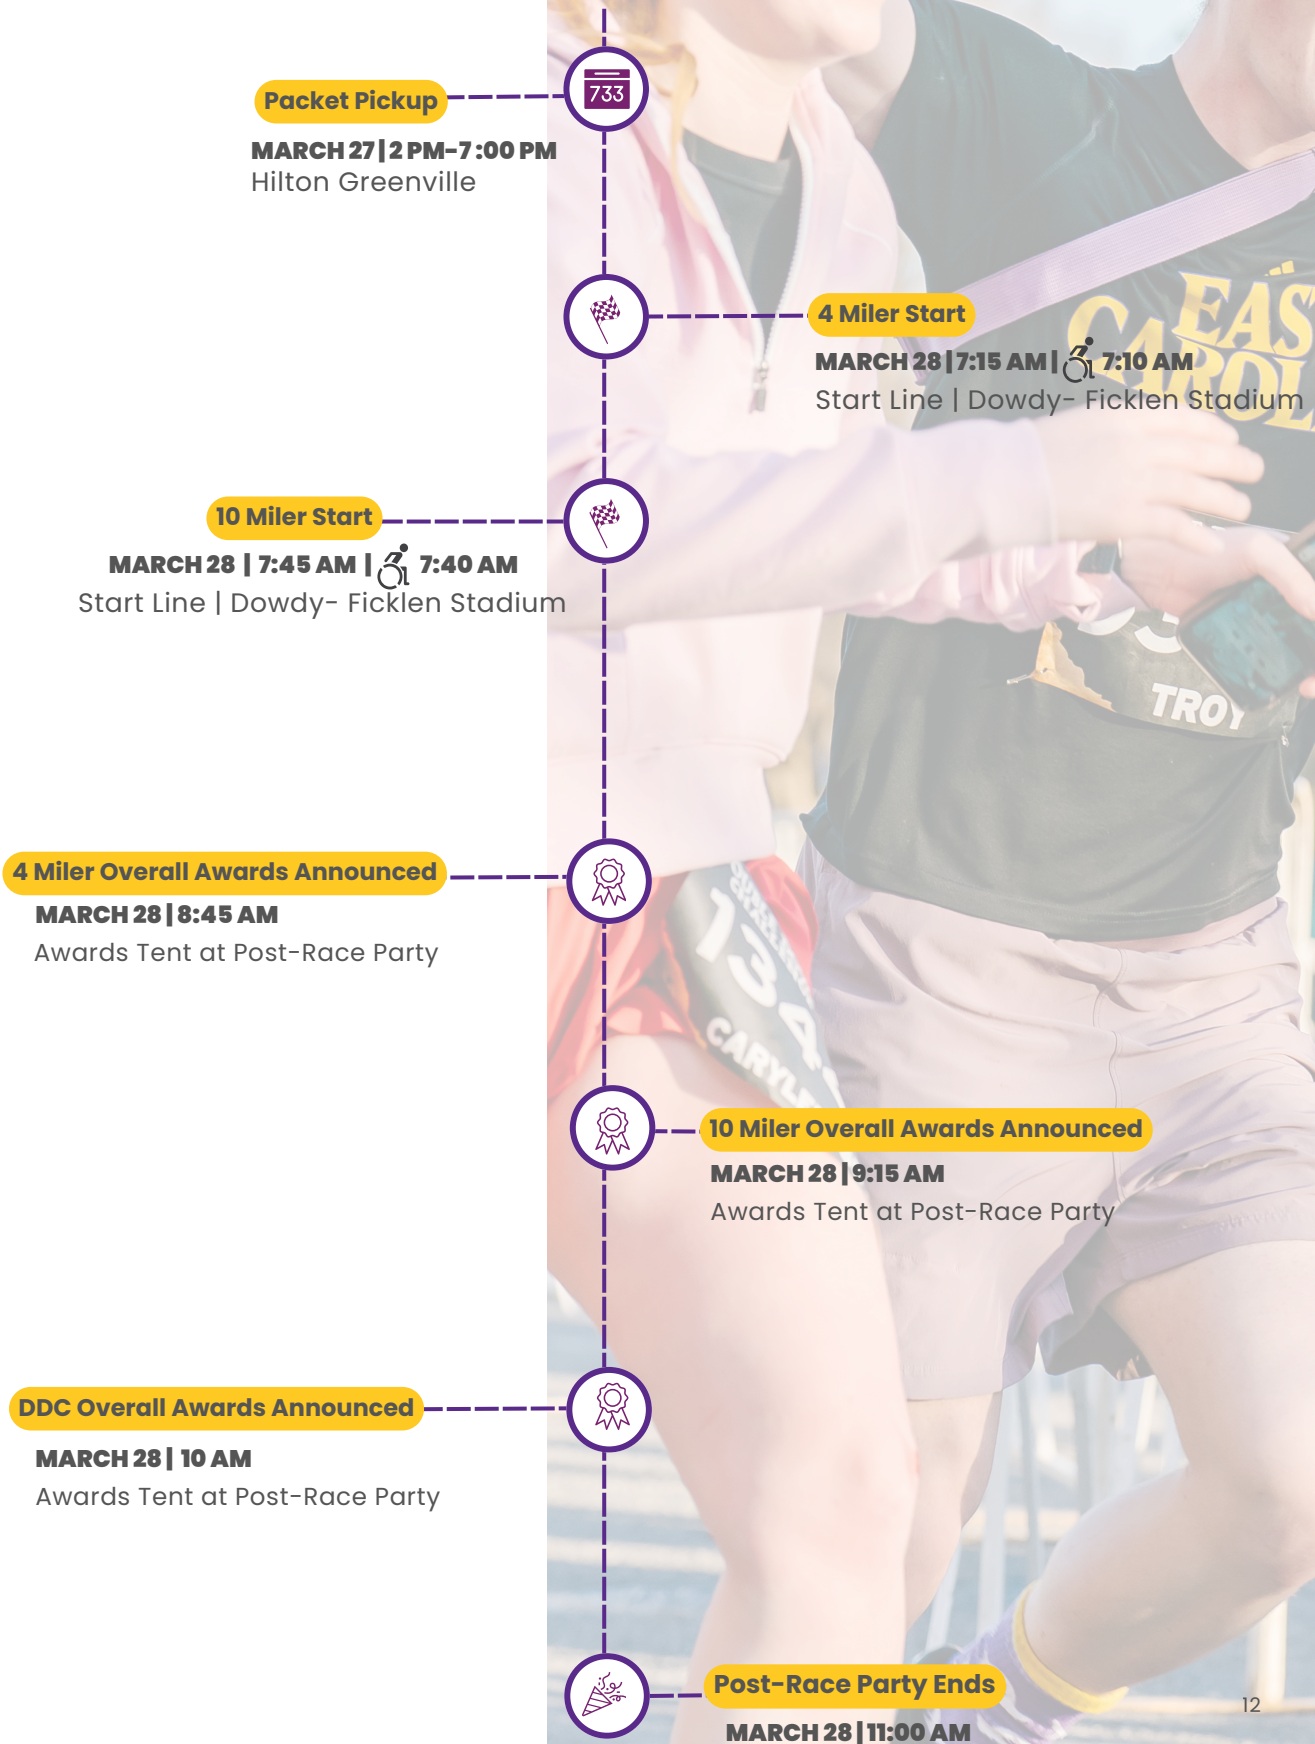 733
Packet Pickup
MARCH 27|2 PM-7:00 PM
Hilton Greenville
4 Miler Start
MARCH 28|7:15 AM| 7:10 AM
Start Line | Dowdy- Ficklen Stadium
EAS
CAROL
10 Miler Start
MARCH 28 | 7:45 AM | 7:40 AM
Start Line | Dowdy- Ficklen Stadium
TROY
4 Miler Overall Awards Announced
MARCH 28|8:45 AM
Awards Tent at Post-Race Party
134
CARYL
10 Miler Overall Awards Announced
MARCH 28|9:15 AM
Awards Tent at Post-Race Party
DDC Overall Awards Announced
MARCH 28| 10 AM
Awards Tent at Post-Race Party
Post-Race Party Ends
12
MARCH 28|11:00 AM